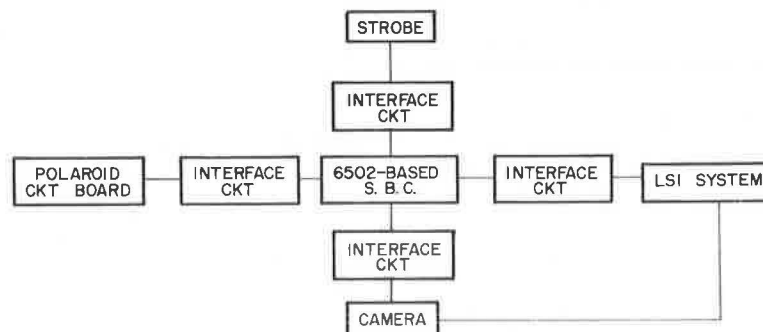 STROBE
INTERFACE
CKT
POLAROID
CKT BOARD
INTERFACE
CKT
6502-BASED
S. B. C.
INTERFACE
CKT
LSI SYSTEM
INTERFACE
CKT
CAMERA